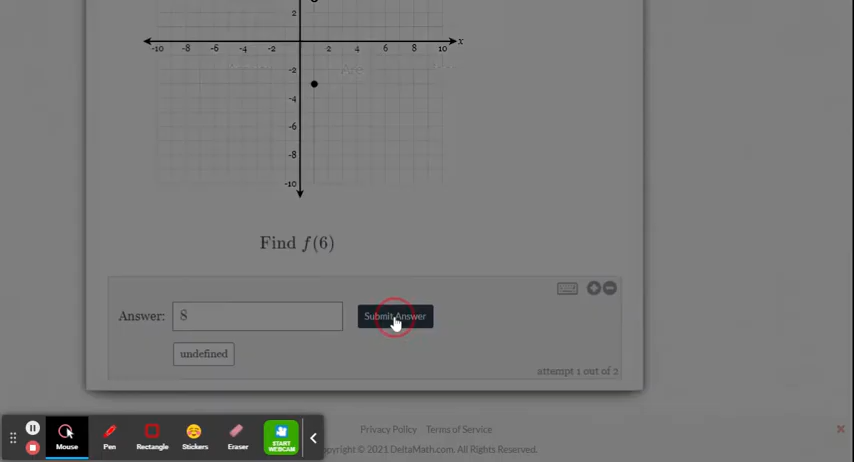 2
-10 -8 -6 -4 -2 2 4 6 8 10 x
-2
-4
-6
-8
-10
Find f(6)
Answer: 8 Submit Answer
undefined
attempt 1 out of 2
Privacy Policy Terms of Service
opyright © 2021 DeltaMath.com. All Rights Reserved.
Mouse Pen Rectangle Stickers Eraser START WEBCAM